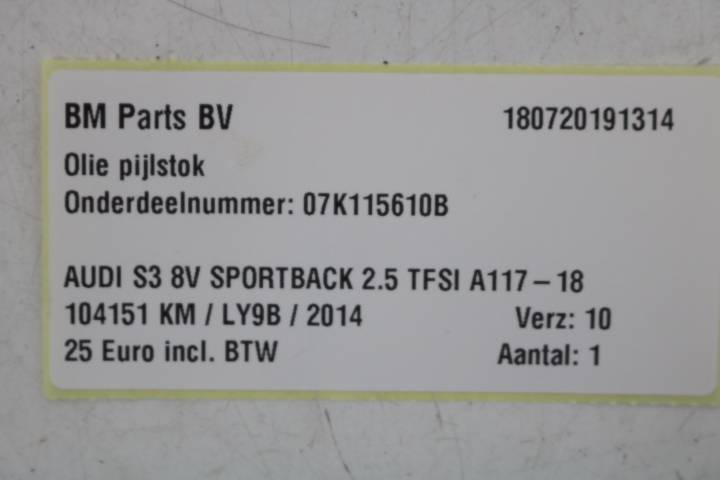 BM Parts BV 180720191314
Olie pijlstok
Onderdeelnummer: 07K115610B
AUDI S3 8V SPORTBACK 2.5 TFSI A117 – 18
104151 KM / LY9B / 2014 Verz: 10
25 Euro incl. BTW Aantal: 1